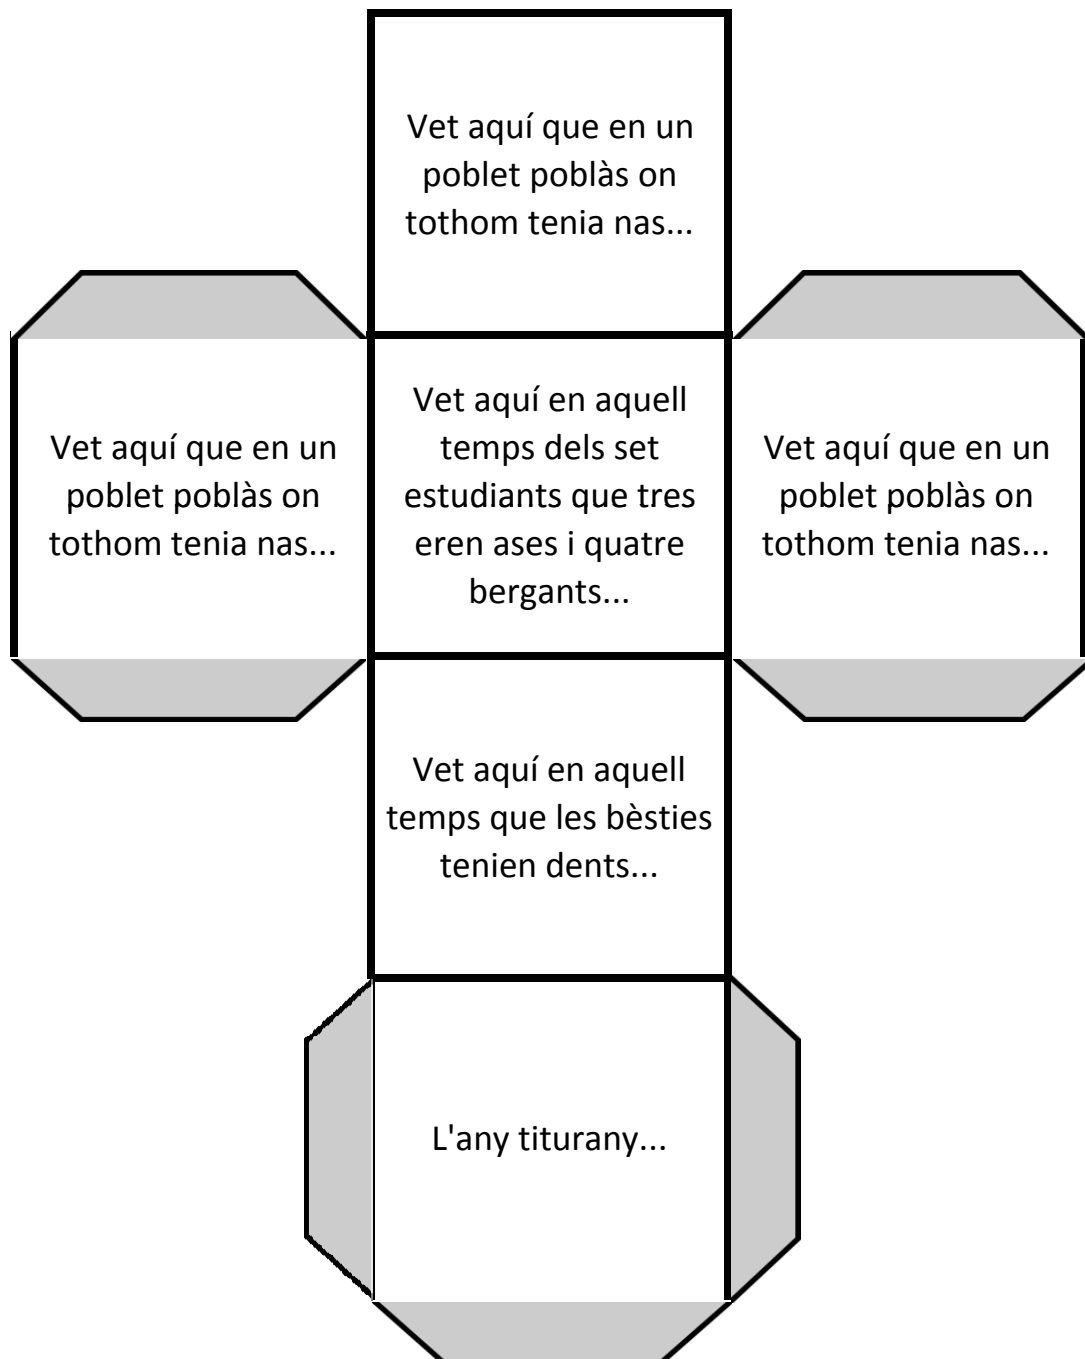 Vet aquí que en un
poblet poblàs on
tothom tenia nas...
Vet aquí que en un
poblet poblàs on
tothom tenia nas...
Vet aquí en aquell
temps dels set
estudiants que tres
eren ases i quatre
bergants...
Vet aquí que en un
poblet poblàs on
tothom tenia nas...
Vet aquí en aquell
temps que les bèsties
tenien dents...
L'any titurany...